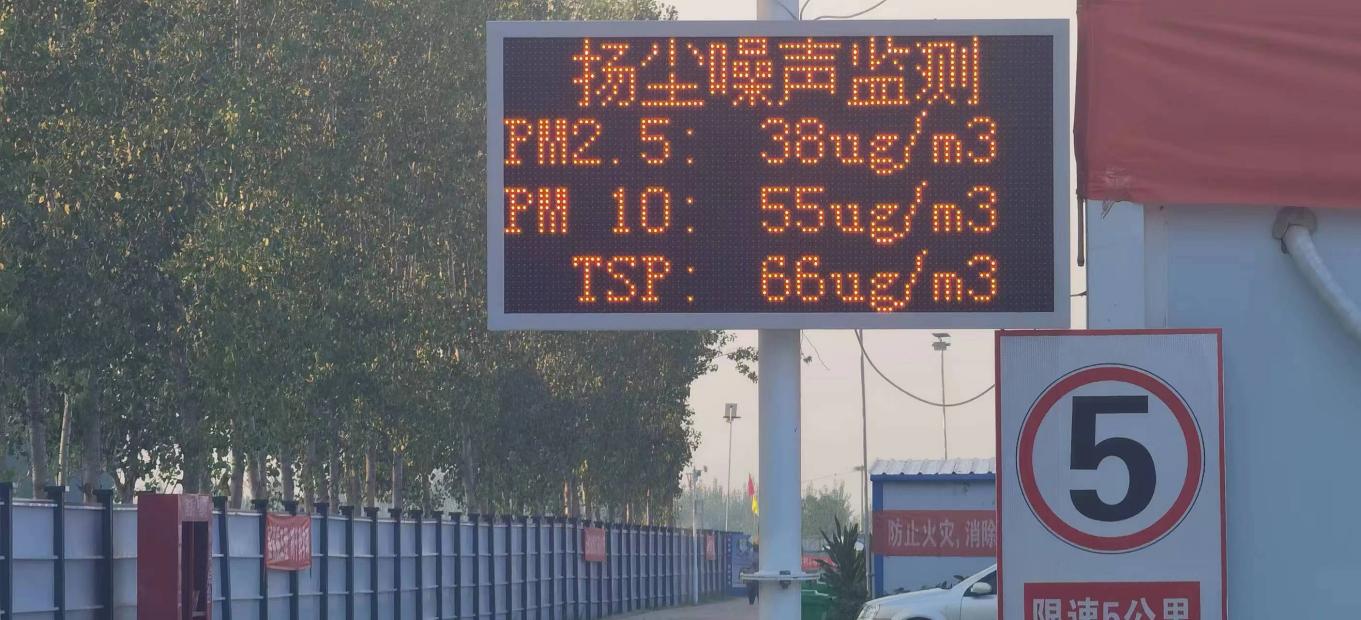 扬尘噪声监测
PM2.5: 38ug/m3
PM 10: 55ug/m3
TSP: 66ug/m3
5
限速5公里
防止火灾,消除